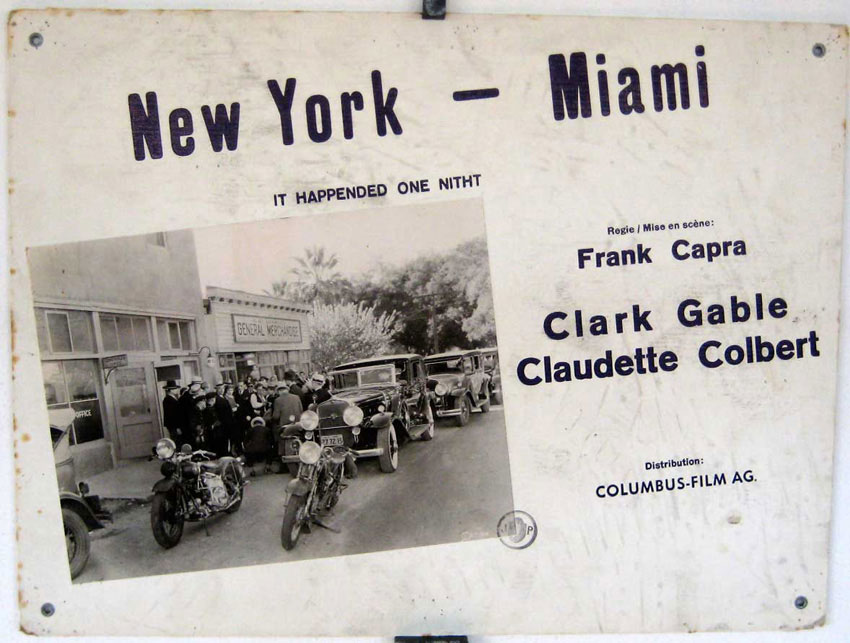 New York – Miami
IT HAPPENDED ONE NITHT
Regie / Mise en scène:
Frank Capra
Clark Gable
Claudette Colbert
GENERAL MERCHANDISE
OFFICE
Distribution:
COLUMBUS-FILM AG.